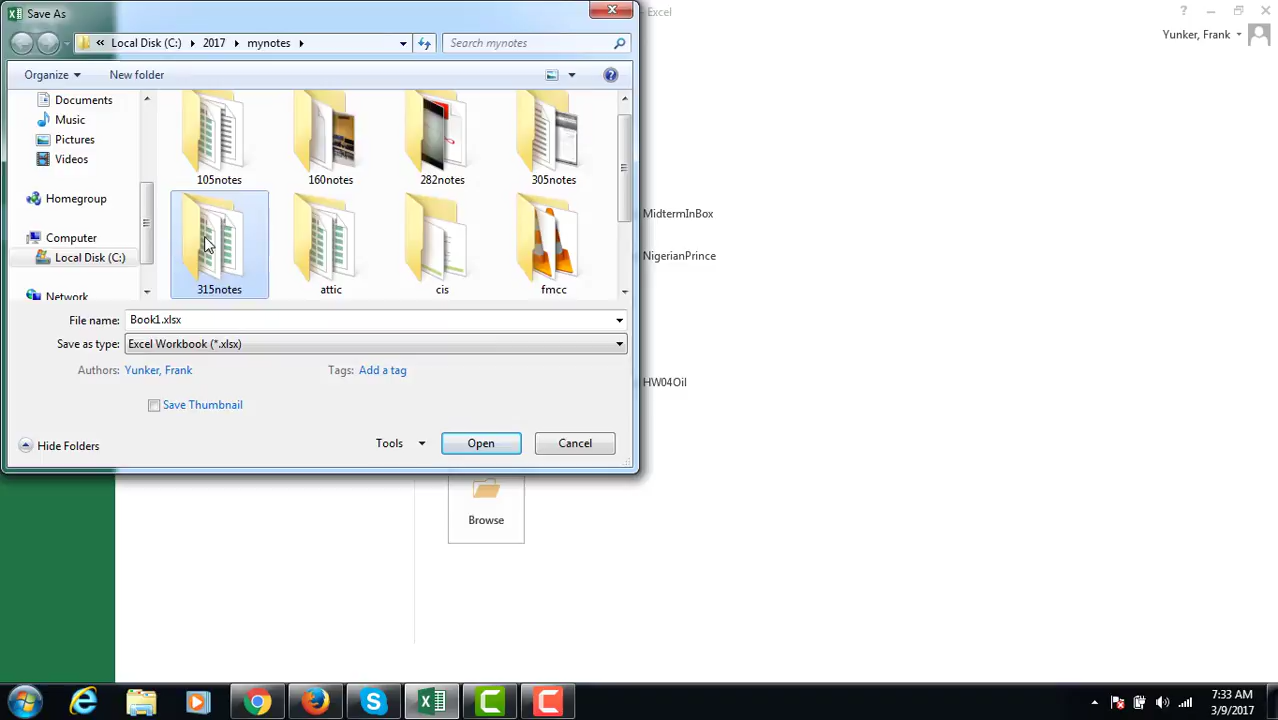 Save As
Excel
Yunker, Frank
« Local Disk (C:) 2017 mynotes
Search mynotes
Organize
New folder
Documents
Music
Pictures
Videos
Homegroup
Computer
Local Disk (C:)
Network
105notes
160notes
282notes
305notes
315notes
attic
cis
fmcc
File name: Book1.xlsx
Save as type: Excel Workbook (*.xlsx)
Authors: Yunker, Frank
Tags: Add a tag
Save Thumbnail
Hide Folders
Tools
Open
Cancel
MidtermInBox
NigerianPrince
HW04Oil
Browse
7:33 AM
3/9/2017